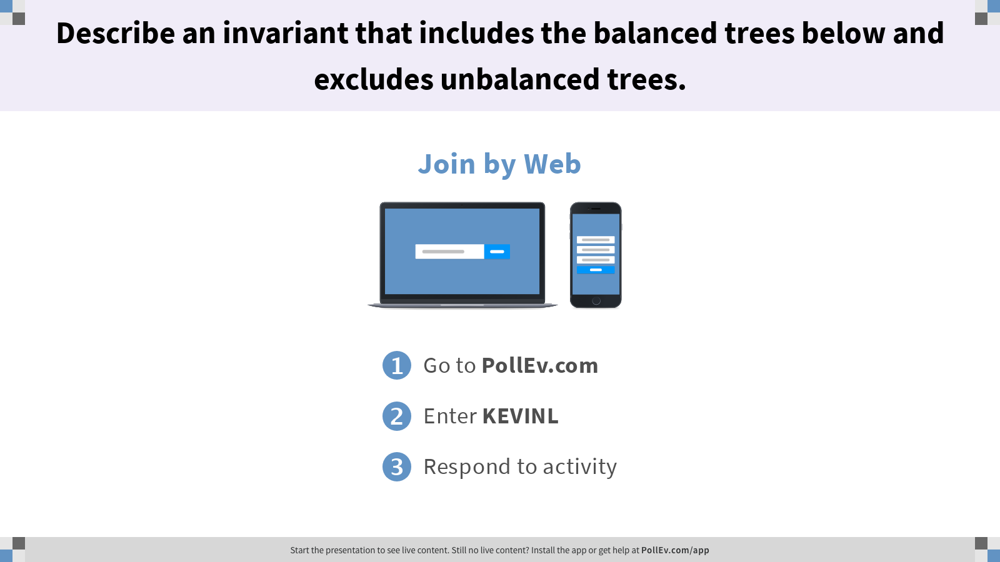 Describe an invariant that includes the balanced trees below and
excludes unbalanced trees.
Join by Web
1 Go to PollEv.com
2 Enter KEVINL
3 Respond to activity
Start the presentation to see live content. Still no live content? Install the app or get help at PollEv.com/app